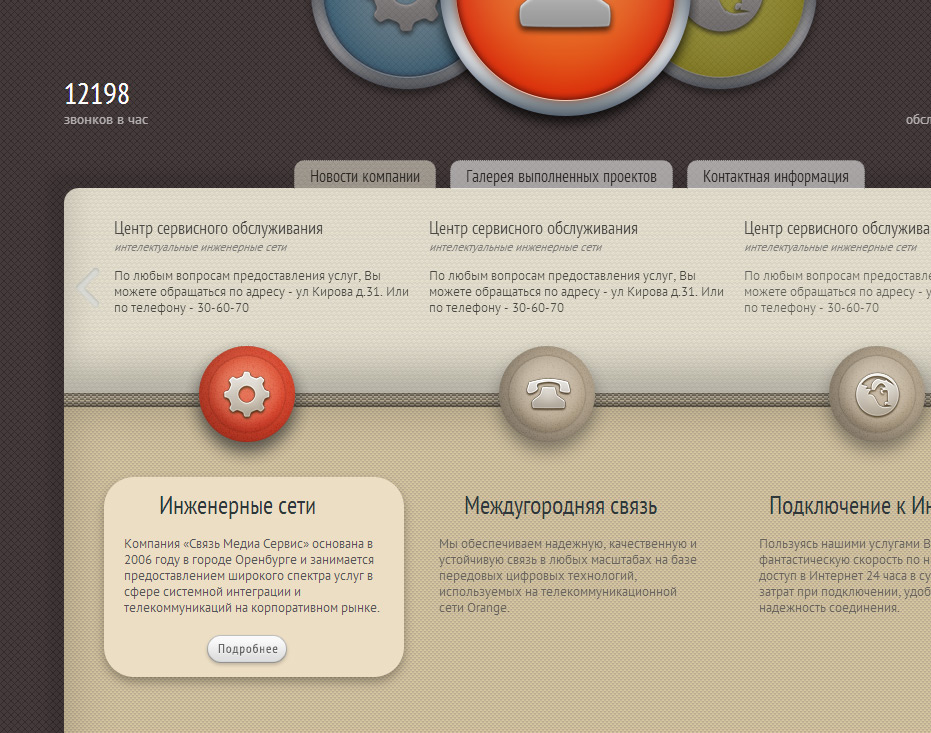 12198
звонков в час
Новости компании
Галерея выполненных проектов
Контактная информация
Центр сервисного обслуживания
интелектуальные инженерные сети
По любым вопросам предоставления услуг, Вы
можете обращаться по адресу - ул Кирова д.31. Или
по телефону - 30-60-70
Центр сервисного обслуживания
интелектуальные инженерные сети
По любым вопросам предоставления услуг, Вы
можете обращаться по адресу - ул Кирова д.31. Или
по телефону - 30-60-70
Центр сервисного
интелектуальные инженерные сети
По любым вопросам
можете обращаться по адресу -
по телефону - 30-60-70
Инженерные сети
Компания «Связь Медиа Сервис» основана в
2006 году в городе Оренбурге и занимается
предоставлением широкого спектра услуг в
сфере системной интеграции и
телекоммуникаций на корпоративном рынке.
Подробнее
Междугородняя связь
Мы обеспечиваем надежную, качественную и
устойчивую связь в любых масштабах на базе
передовых цифровых технологий,
используемых на телекоммуникационной
сети Orange.
Подключение к
Пользуясь нашими услугами
фантастическую скорость по
доступ в Интернет 24 часа в
затрат при подключении,
надежность соединения.